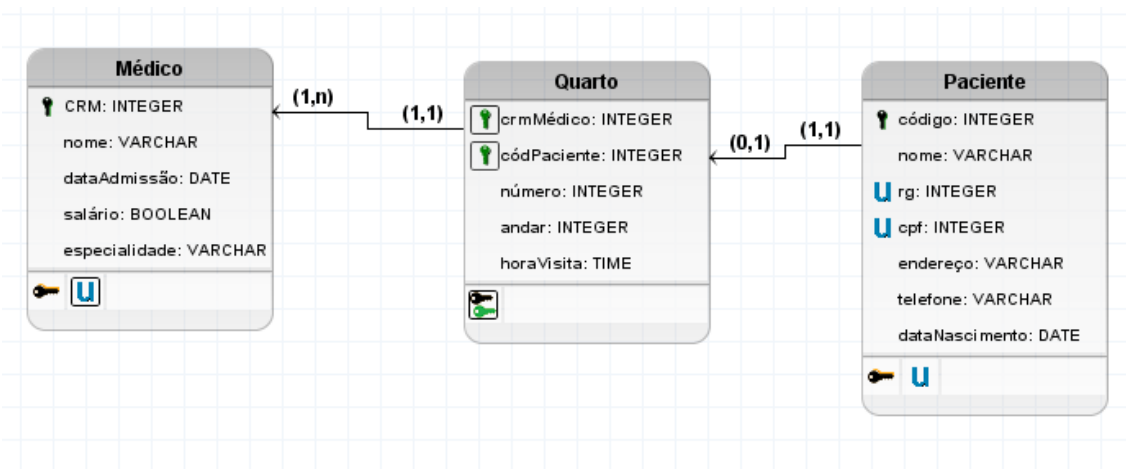 Médico
CRM: INTEGER
nome: VARCHAR
dataAdmissão: DATE
salário: BOOLEAN
especialidade: VARCHAR
U
(1,n)
(1,1)
Quarto
crmMédico: INTEGER
códPaciente: INTEGER
número: INTEGER
andar: INTEGER
horaVisita: TIME
(0,1)
(1,1)
Paciente
código: INTEGER
nome: VARCHAR
U rg: INTEGER
U cpf: INTEGER
endereço: VARCHAR
telefone: VARCHAR
dataNascimento: DATE
U